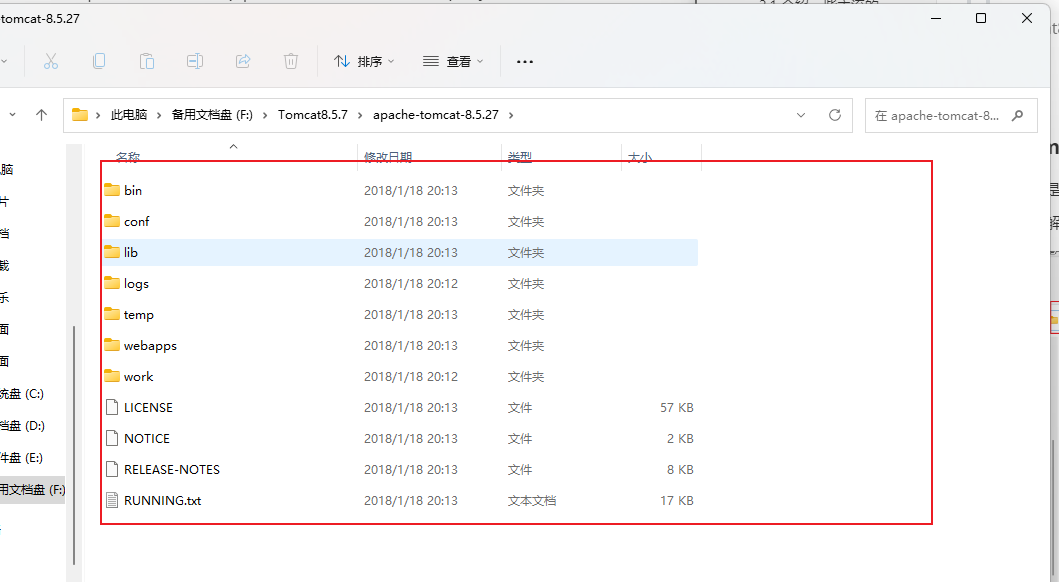 -tomcat-8.5.27
排序 查看 ...
此电脑 > 备用文档盘 (F:) > Tomcat8.5.7 > apache-tomcat-8.5.27 > 在 apache-tomcat-8...
名称 修改日期 类型 大小
bin 2018/1/18 20:13 文件夹
conf 2018/1/18 20:13 文件夹
lib 2018/1/18 20:13 文件夹
logs 2018/1/18 20:12 文件夹
temp 2018/1/18 20:13 文件夹
webapps 2018/1/18 20:13 文件夹
work 2018/1/18 20:12 文件夹
LICENSE 2018/1/18 20:13 文件 57 KB
NOTICE 2018/1/18 20:13 文件 2 KB
RELEASE-NOTES 2018/1/18 20:13 文件 8 KB
RUNNING.txt 2018/1/18 20:13 文本文档 17 KB
脑
片
档
载
乐
面
面
统盘 (C:)
档盘 (D:)
件盘 (E:)
用文档盘 (F:)